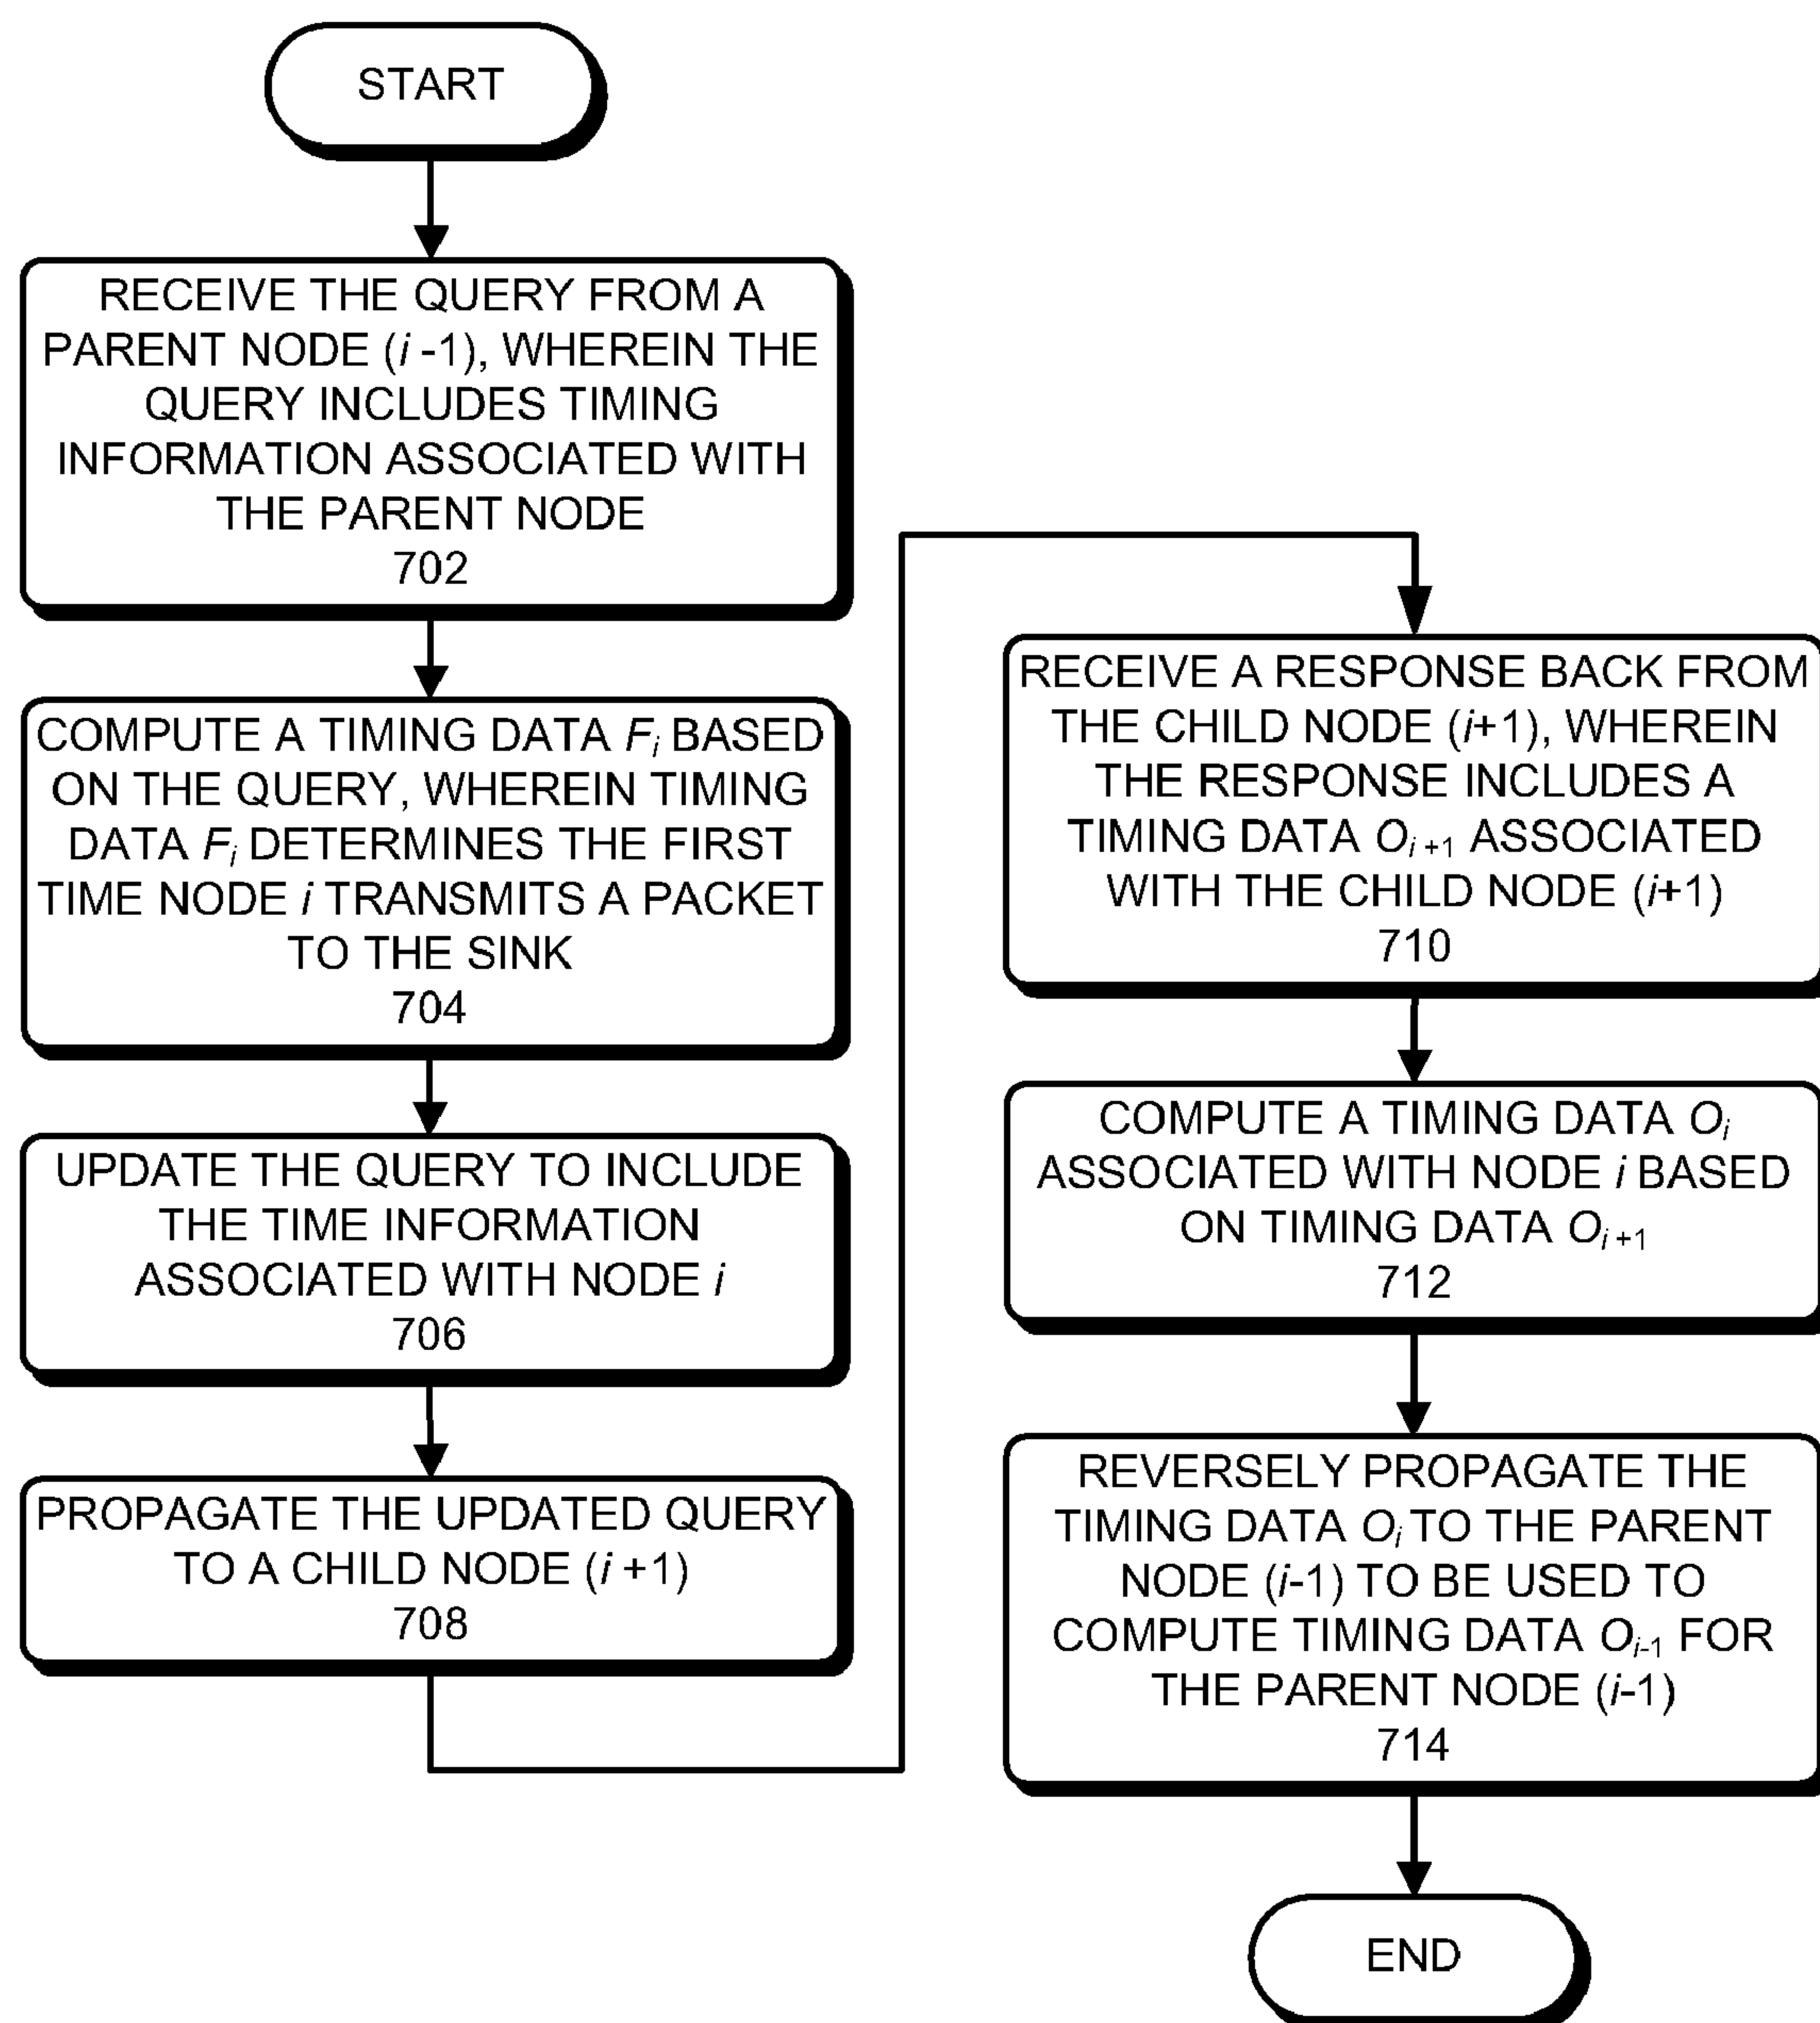 START
RECEIVE THE QUERY FROM A
PARENT NODE (i -1), WHEREIN THE
QUERY INCLUDES TIMING
INFORMATION ASSOCIATED WITH
THE PARENT NODE
702
COMPUTE A TIMING DATA Fi BASED
ON THE QUERY, WHEREIN TIMING
DATA Fi DETERMINES THE FIRST
TIME NODE i TRANSMITS A PACKET
TO THE SINK
704
UPDATE THE QUERY TO INCLUDE
THE TIME INFORMATION
ASSOCIATED WITH NODE i
706
PROPAGATE THE UPDATED QUERY
TO A CHILD NODE (i +1)
708
RECEIVE A RESPONSE BACK FROM
THE CHILD NODE (i+1), WHEREIN
THE RESPONSE INCLUDES A
TIMING DATA Oi +1 ASSOCIATED
WITH THE CHILD NODE (i+1)
710
COMPUTE A TIMING DATA Oi
ASSOCIATED WITH NODE i BASED
ON TIMING DATA Oi +1
712
REVERSELY PROPAGATE THE
TIMING DATA Oi TO THE PARENT
NODE (i-1) TO BE USED TO
COMPUTE TIMING DATA Oi-1 FOR
THE PARENT NODE (i-1)
714
END